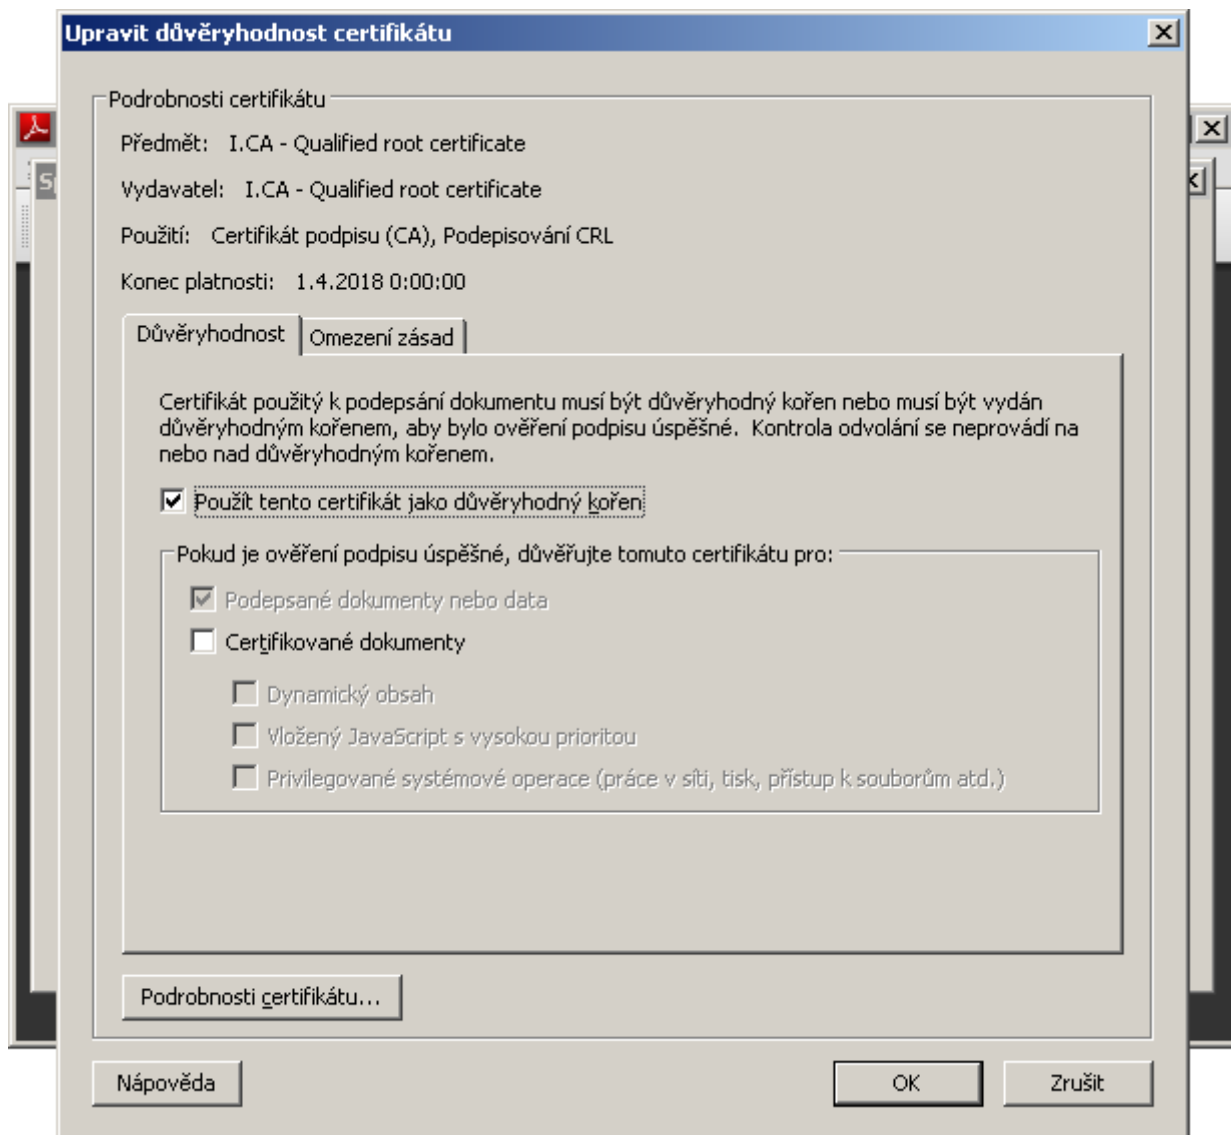 Upravit důvěryhodnost certifikátu
Podrobnosti certifikátu
Předmět: I.CA - Qualified root certificate
Vydavatel: I.CA - Qualified root certificate
Použití: Certifikát podpisu (CA), Podepisování CRL
Konec platnosti: 1.4.2018 0:00:00
Důvěryhodnost Omezení zásad
Certifikát použitý k podepsání dokumentu musí být důvěryhodný kořen nebo musí být vydán
důvěryhodným kořenem, aby bylo ověření podpisu úspěšné. Kontrola odvolání se neprovádí na
nebo nad důvěryhodným kořenem.
Použít tento certifikát jako důvěryhodný kořen
Pokud je ověření podpisu úspěšné, důvěřujte tomuto certifikátu pro:
Podepsané dokumenty nebo data
Certifikované dokumenty
Dynamický obsah
Vložený JavaScript s vysokou prioritou
Privilegované systémové operace (práce v síti, tisk, přístup k souborům atd.)
Podrobnosti certifikátu...
Nápověda OK Zrušit